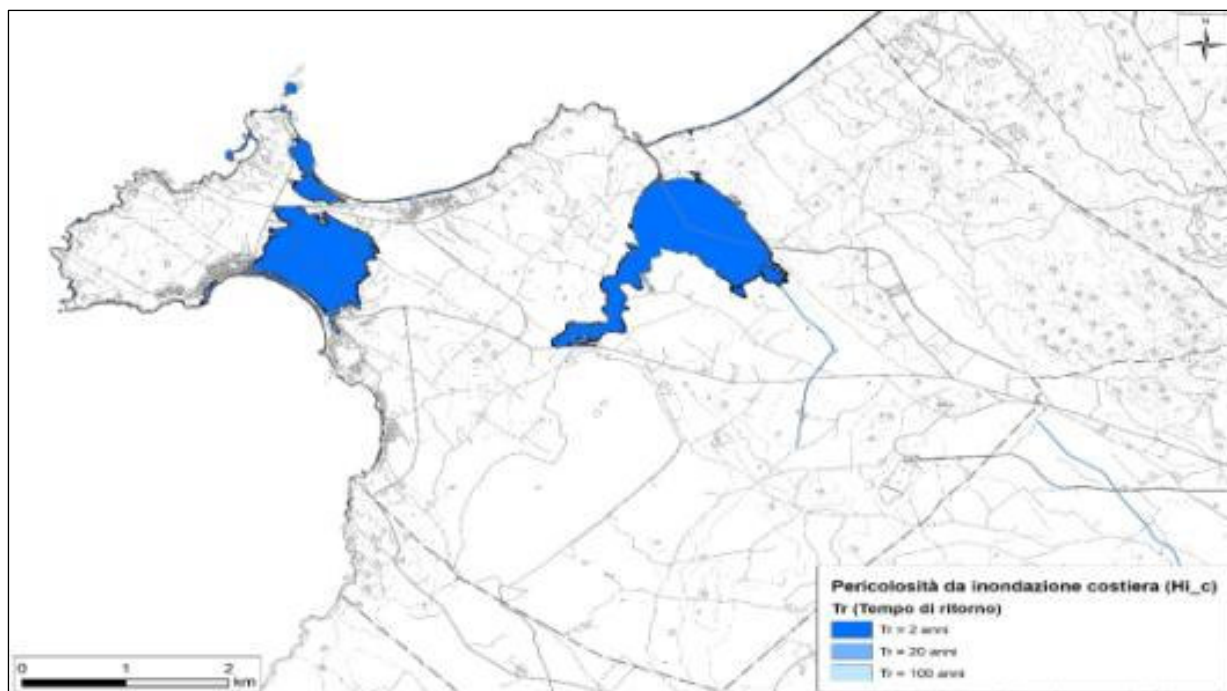 N
Pericolosità da inondazione costiera (Hi_c)
Tr (Tempo di ritorno)
Tr = 2 anni
Tr = 20 anni
Tr = 100 anni
0 1 2
km